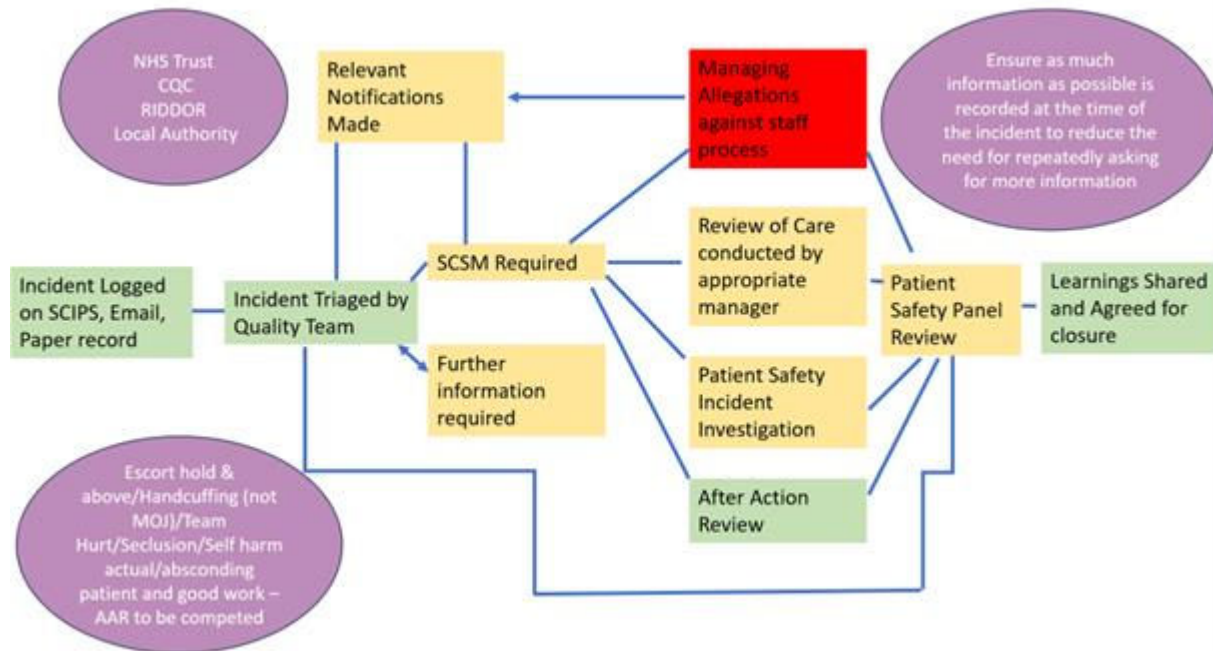 NHS Trust
CQC
RIDDOR
Local Authority
Relevant
Notifications
Made
Managing
Allegations
against staff
process
Ensure as much
information as possible is
recorded at the time of
the incident to reduce the
need for repeatedly asking
for more information
Incident Logged
on SCIPS, Email,
Paper record
Incident Triaged by
Quality Team
SCSM Required
Further
information
required
Review of Care
conducted by
appropriate
manager
Patient Safety
Incident
Investigation
After Action
Review
Patient
Safety Panel
Review
Learnings Shared
and Agreed for
closure
Escort hold &
above/Handcuffing (not
MOJ)/Team
Hurt/Seclusion/Self harm
actual/absconding
patient and good work –
AAR to be competed